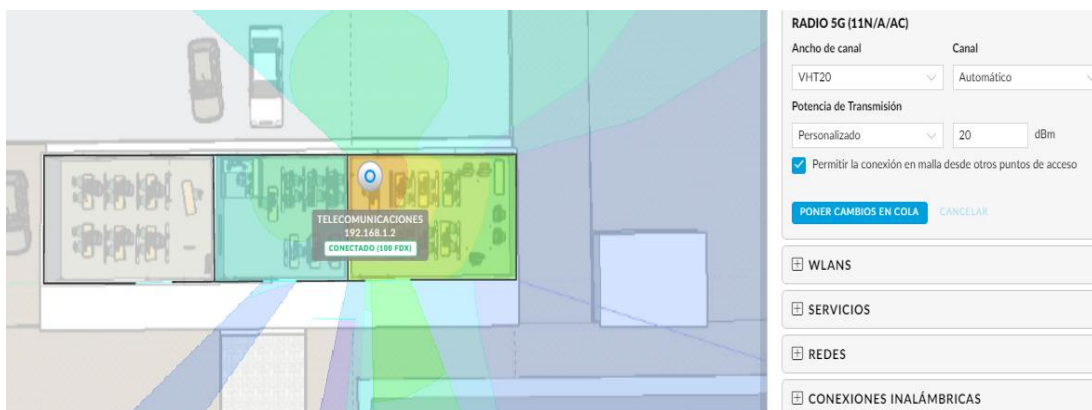 RADIO 5G (11N/A/AC)
Ancho de canal Canal
VHT20 Automático
Potencia de Transmisión
Personalizado 20 dBm
Permitir la conexión en malla desde otros puntos de acceso
PONER CAMBIOS EN COLA CANCELAR
WLANS
SERVICIOS
REDES
CONEXIONES INALÁMBRICAS
TELECOMUNICACIONES
192.168.1.2
CONECTADO (100 FDX)